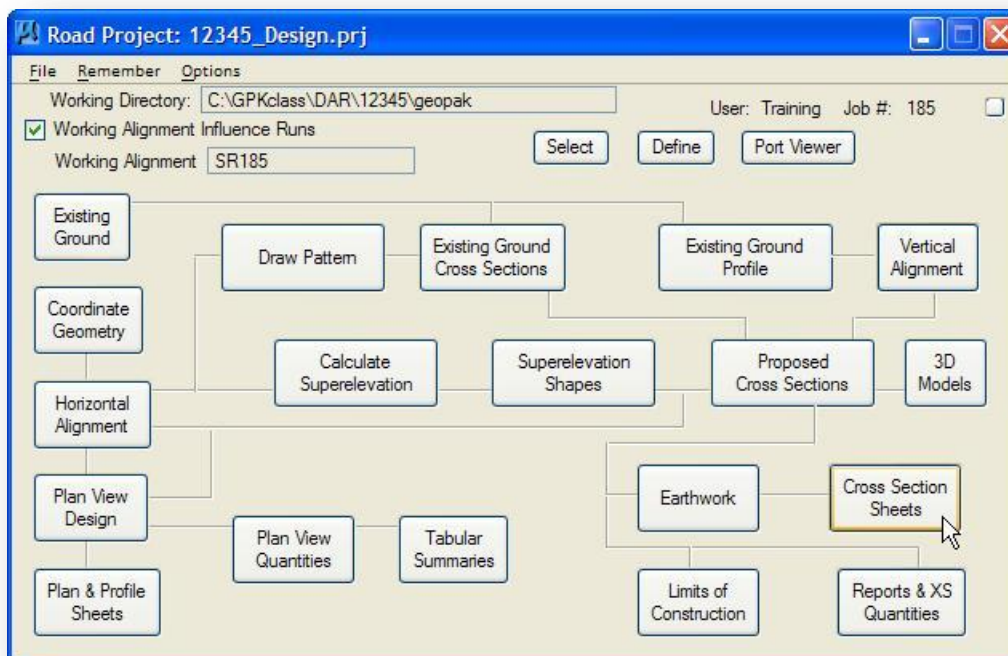 Road Project: 12345_Design.prj
File Remember Options
Working Directory: C:\GPKclass\DAR\12345\geopak
User: Training Job #: 185
Working Alignment Influence Runs
Working Alignment SR185
Select
Define
Port Viewer
Existing
Ground
Draw Pattern
Existing Ground
Cross Sections
Existing Ground
Profile
Vertical
Alignment
Coordinate
Geometry
Calculate
Superelevation
Superelevation
Shapes
Proposed
Cross Sections
3D
Models
Horizontal
Alignment
Plan View
Design
Earthwork
Cross Section
Sheets
Plan View
Quantities
Tabular
Summaries
Plan & Profile
Sheets
Limits of
Construction
Reports & XS
Quantities